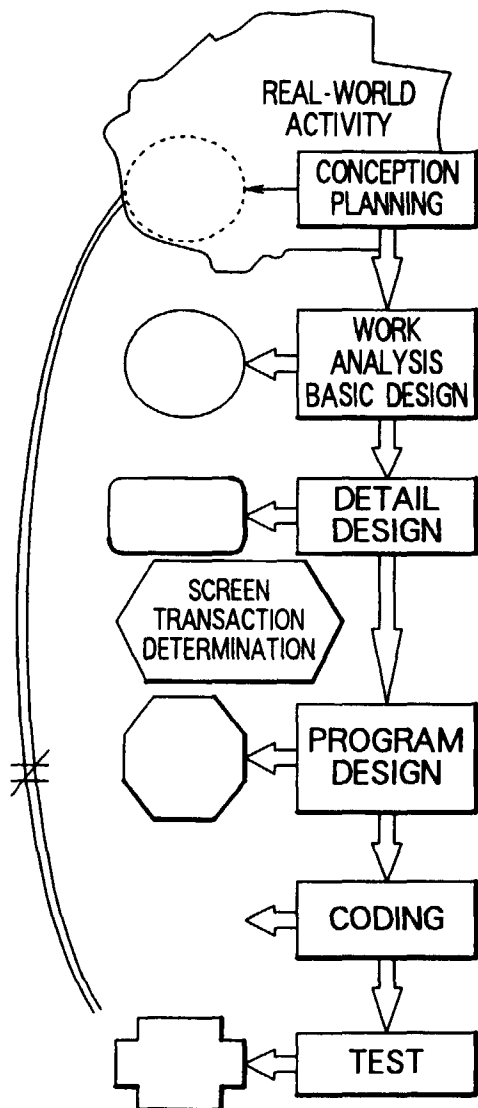 REAL-WORLD
ACTIVITY
CONCEPTION
PLANNING
WORK
ANALYSIS
BASIC DESIGN
DETAIL
DESIGN
SCREEN
TRANSACTION
DETERMINATION
PROGRAM
DESIGN
CODING
TEST